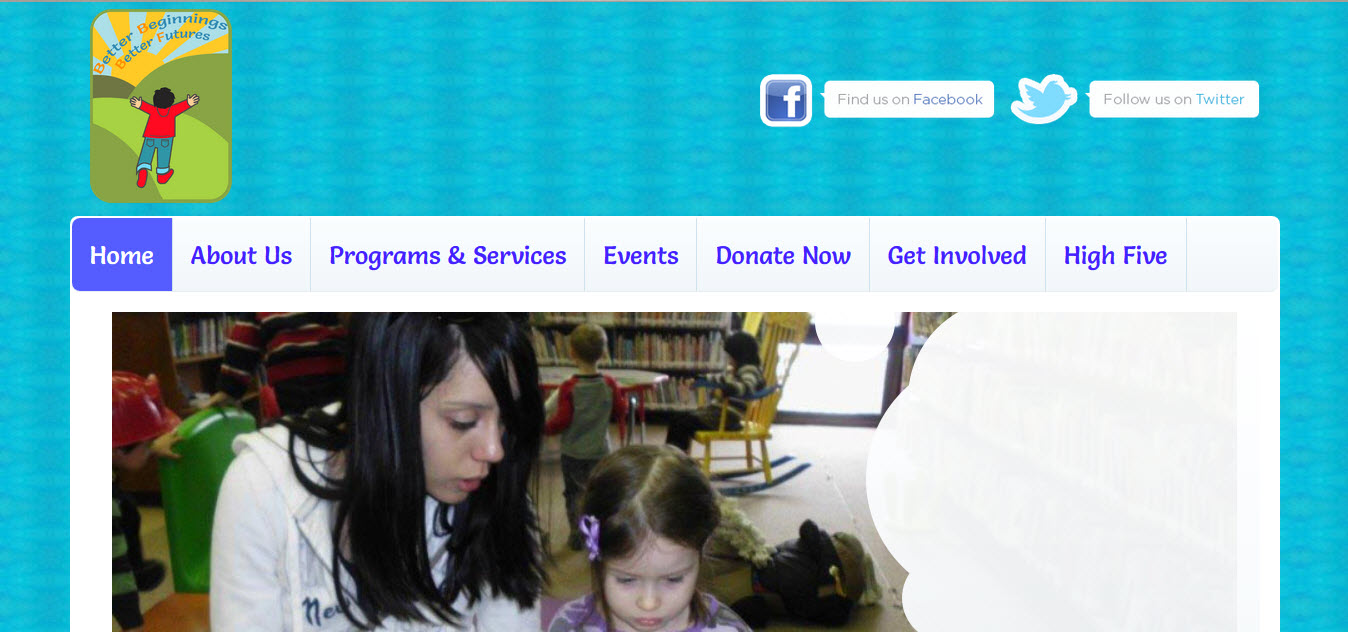 Better Beginnings
Better Futures
Find us on Facebook
Follow us on Twitter
Home
About Us
Programs & Services
Events
Donate Now
Get Involved
High Five